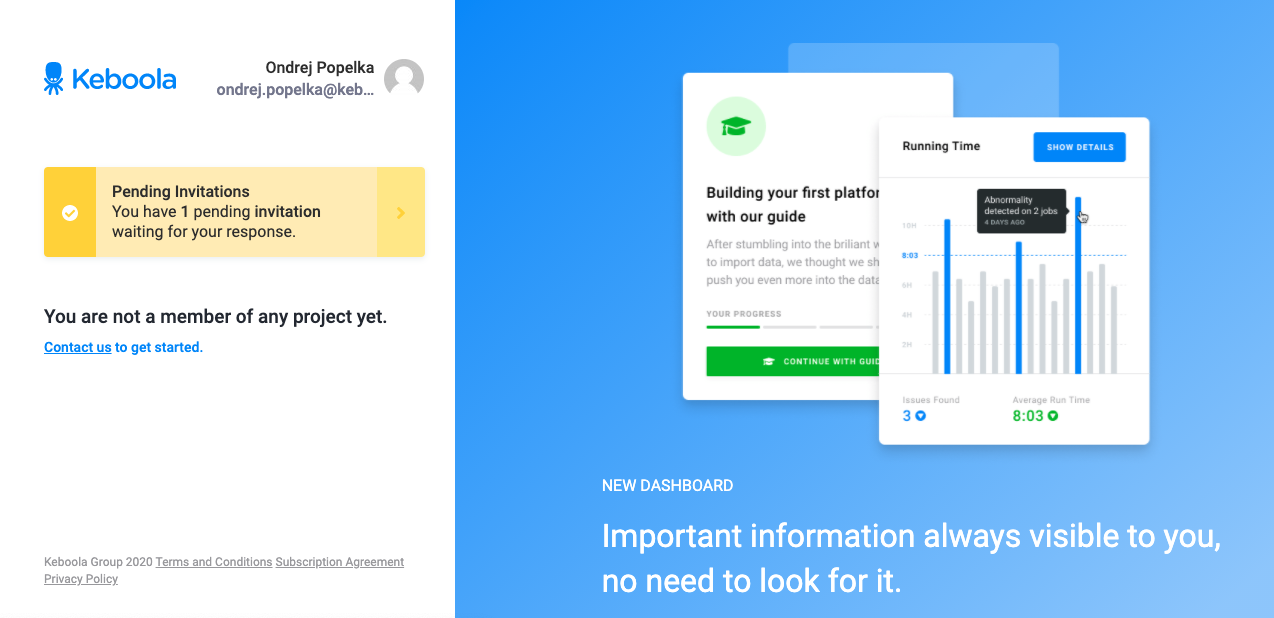 Keboola
Ondrej Popelka
ondrej.popelka@keb...
Pending Invitations
You have 1 pending invitation
waiting for your response.
You are not a member of any project yet.
Contact us to get started.
Keboola Group 2020 Terms and Conditions Subscription Agreement
Privacy Policy
Building your first platfor
with our guide
After stumbling into the briliant w
to import data, we thought we sh
push you even more into the data
YOUR PROGRESS
CONTINUE WITH GUID
Running Time
SHOW DETAILS
Abnormality
detected on 2 jobs
4 DAYS AGO
10H
8:03
6H
4H
2H
Issues Found
3
Average Run Time
8:03
NEW DASHBOARD
Important information always visible to you,
no need to look for it.